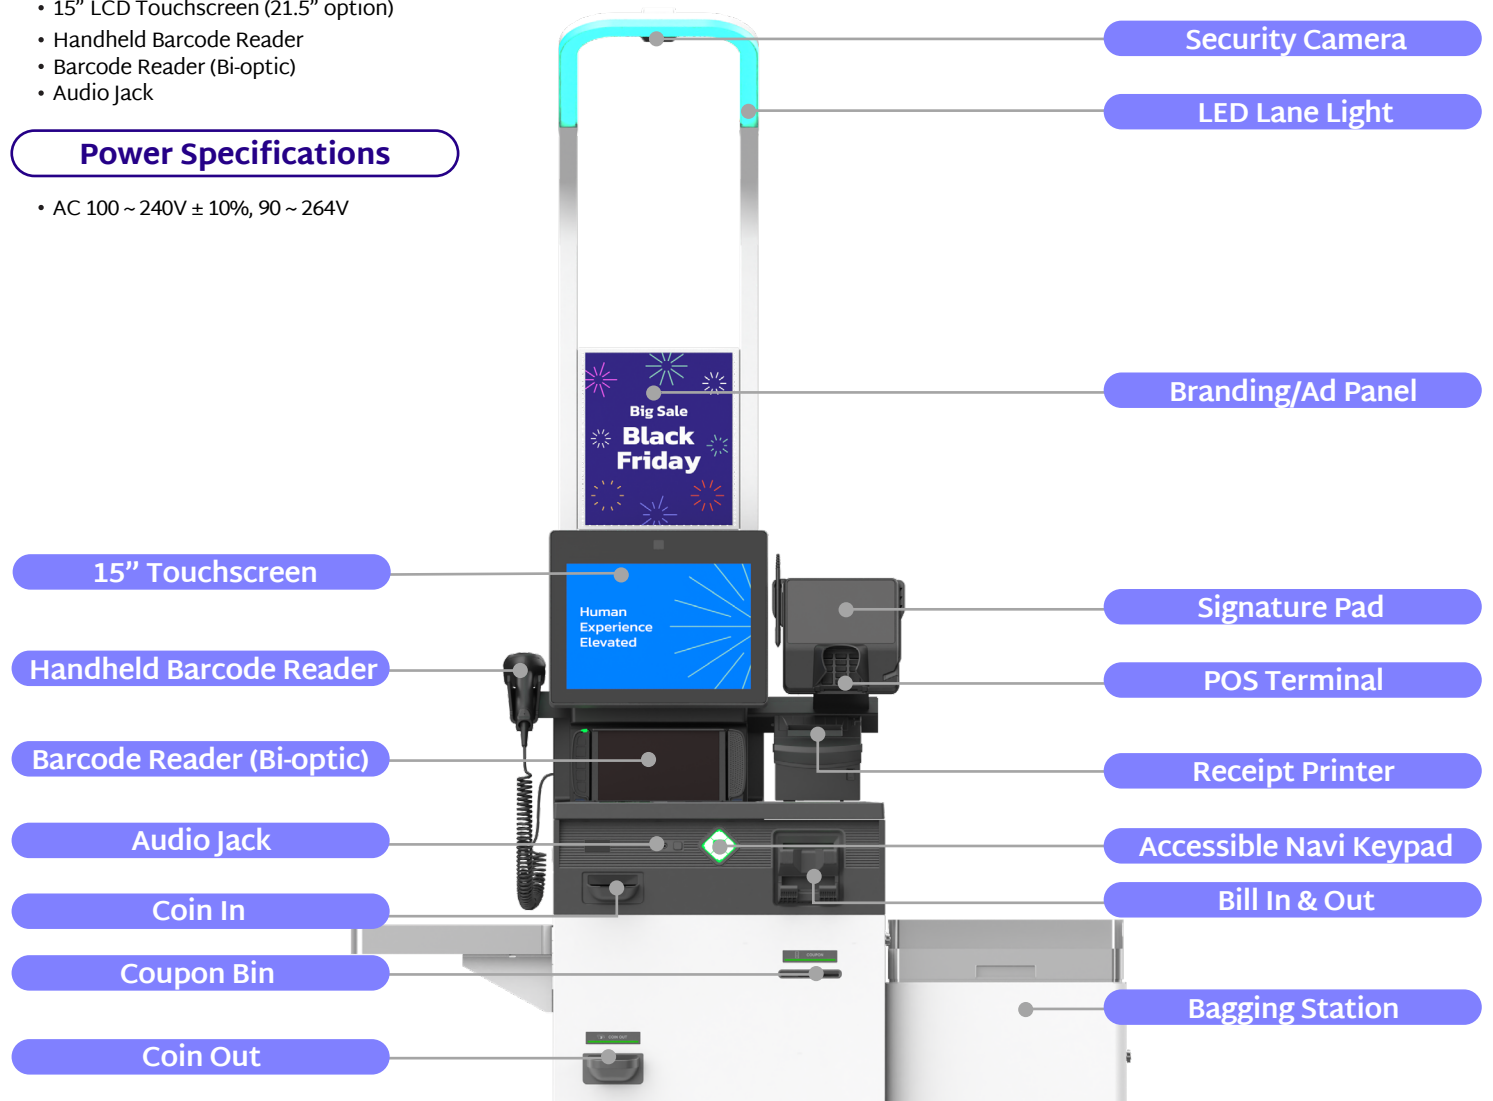 • 15” LCD Touchscreen (21.5” option)
• Handheld Barcode Reader
• Barcode Reader (Bi-optic)
• Audio Jack
Power Specifications
• AC 100 ~ 240V ± 10%, 90 ~ 264V
Security Camera
LED Lane Light
Branding/Ad Panel
Big Sale
Black
Friday
15” Touchscreen
Human
Experience
Elevated
Signature Pad
Handheld Barcode Reader
POS Terminal
Barcode Reader (Bi-optic)
Receipt Printer
Audio Jack
Accessible Navi Keypad
Coin In
Bill In & Out
COUPON
Coupon Bin
Bagging Station
COIN OUT
Coin Out